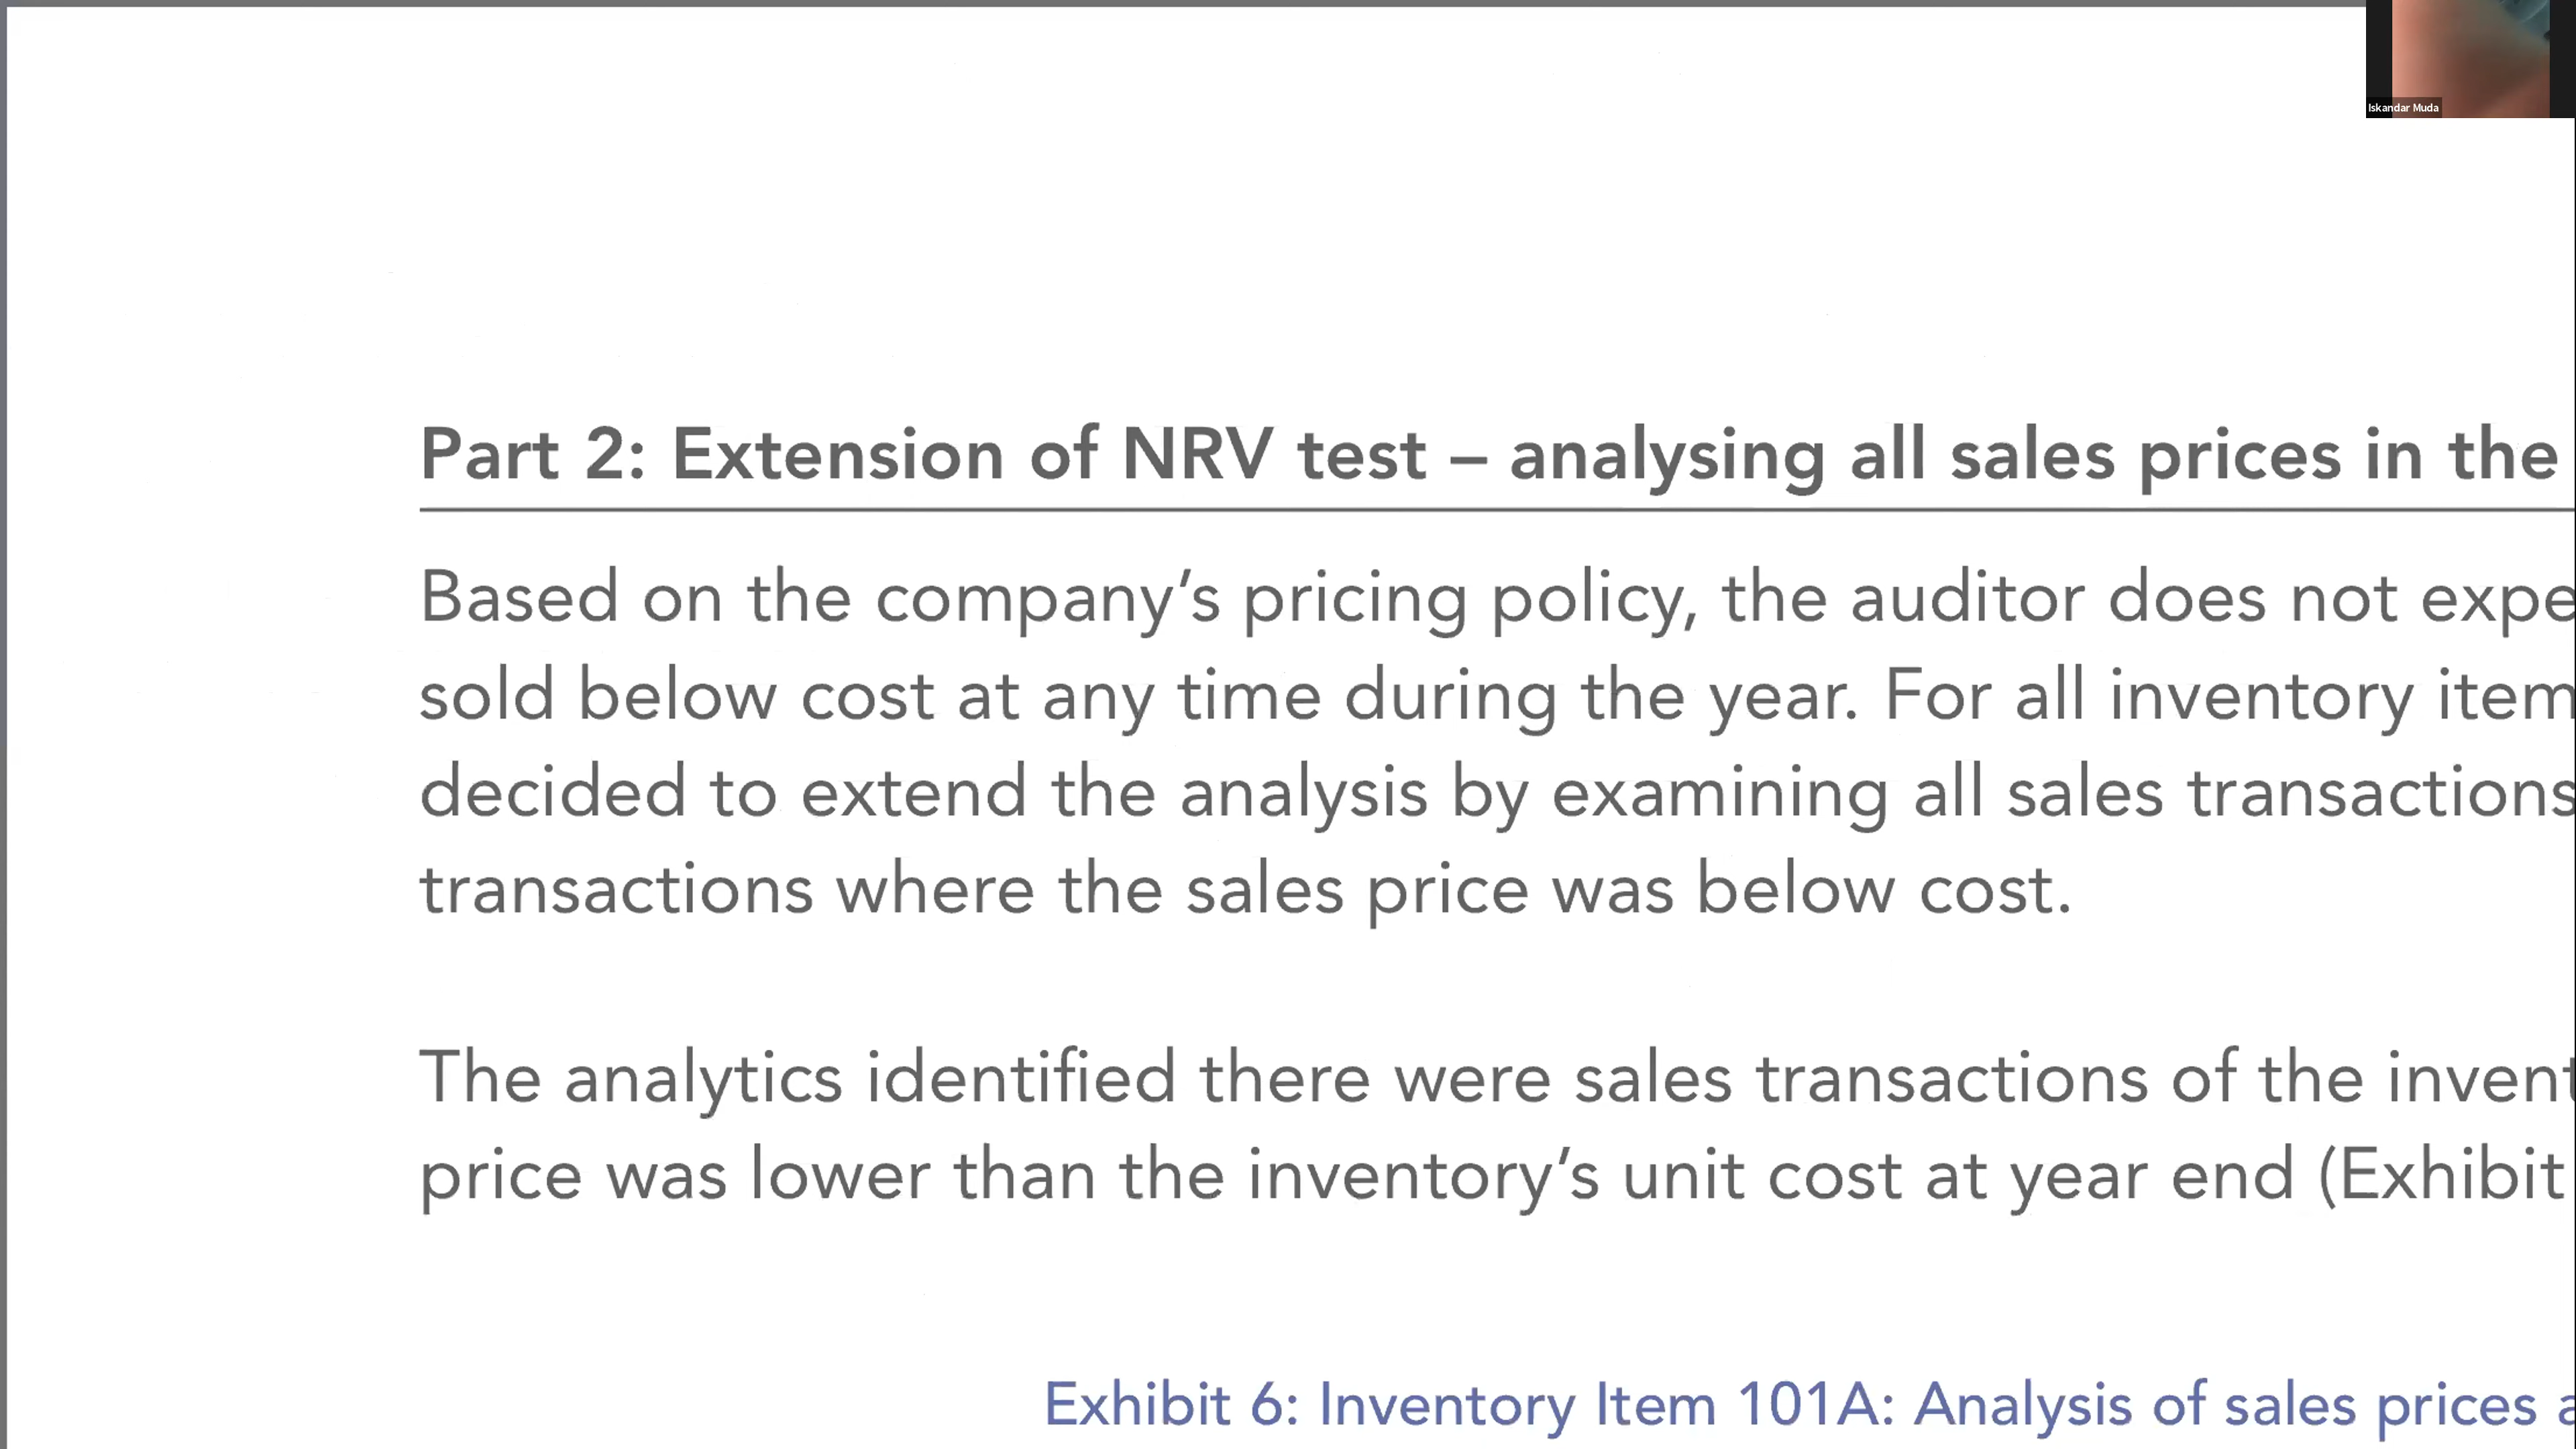 Iskandar Muda
Part 2: Extension of NRV test – analysing all sales prices in the
Based on the company’s pricing policy, the auditor does not
sold below cost at any time during the year. For all inventory
decided to extend the analysis by examining all sales transactions
transactions where the sales price was below cost.
The analytics identified there were sales transactions of the
price was lower than the inventory’s unit cost at year end (Exhibit
Exhibit 6: Inventory Item 101A: Analysis of sales prices